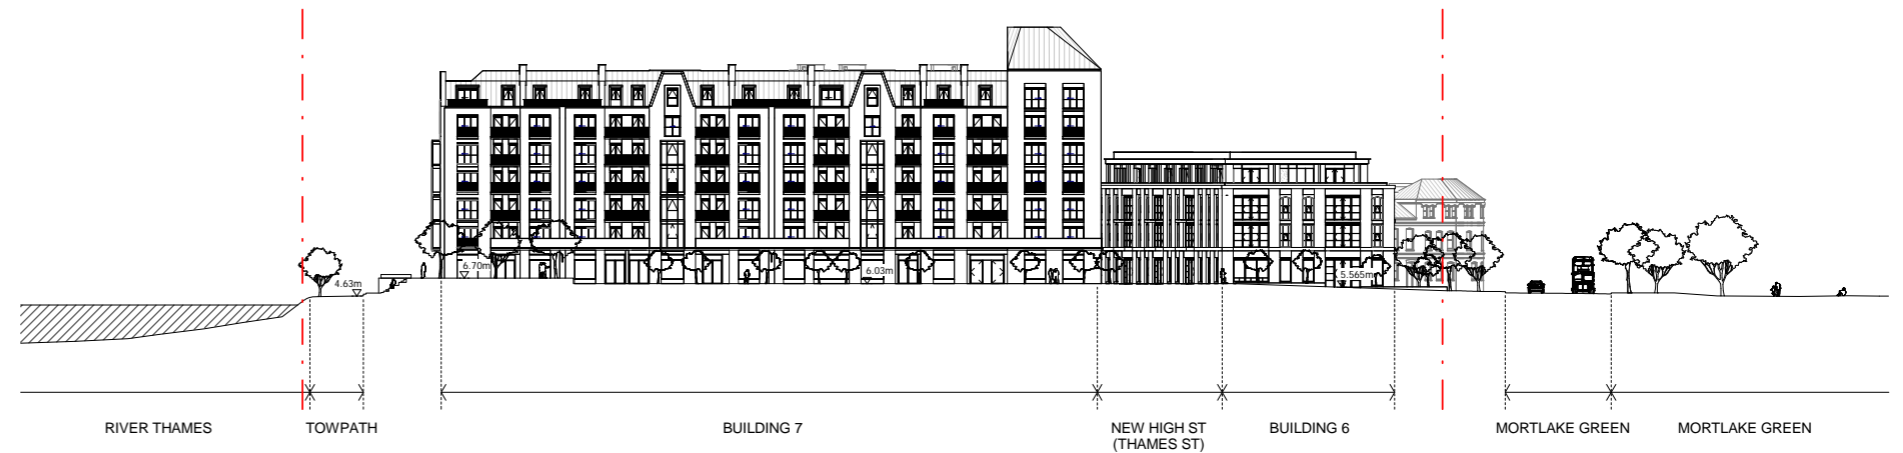 6.70m
4.63m
6.03m
5.565m
RIVER THAMES
TOWPATH
BUILDING 7
NEW HIGH ST
(THAMES ST)
BUILDING 6
MORTLAKE GREEN
MORTLAKE GREEN